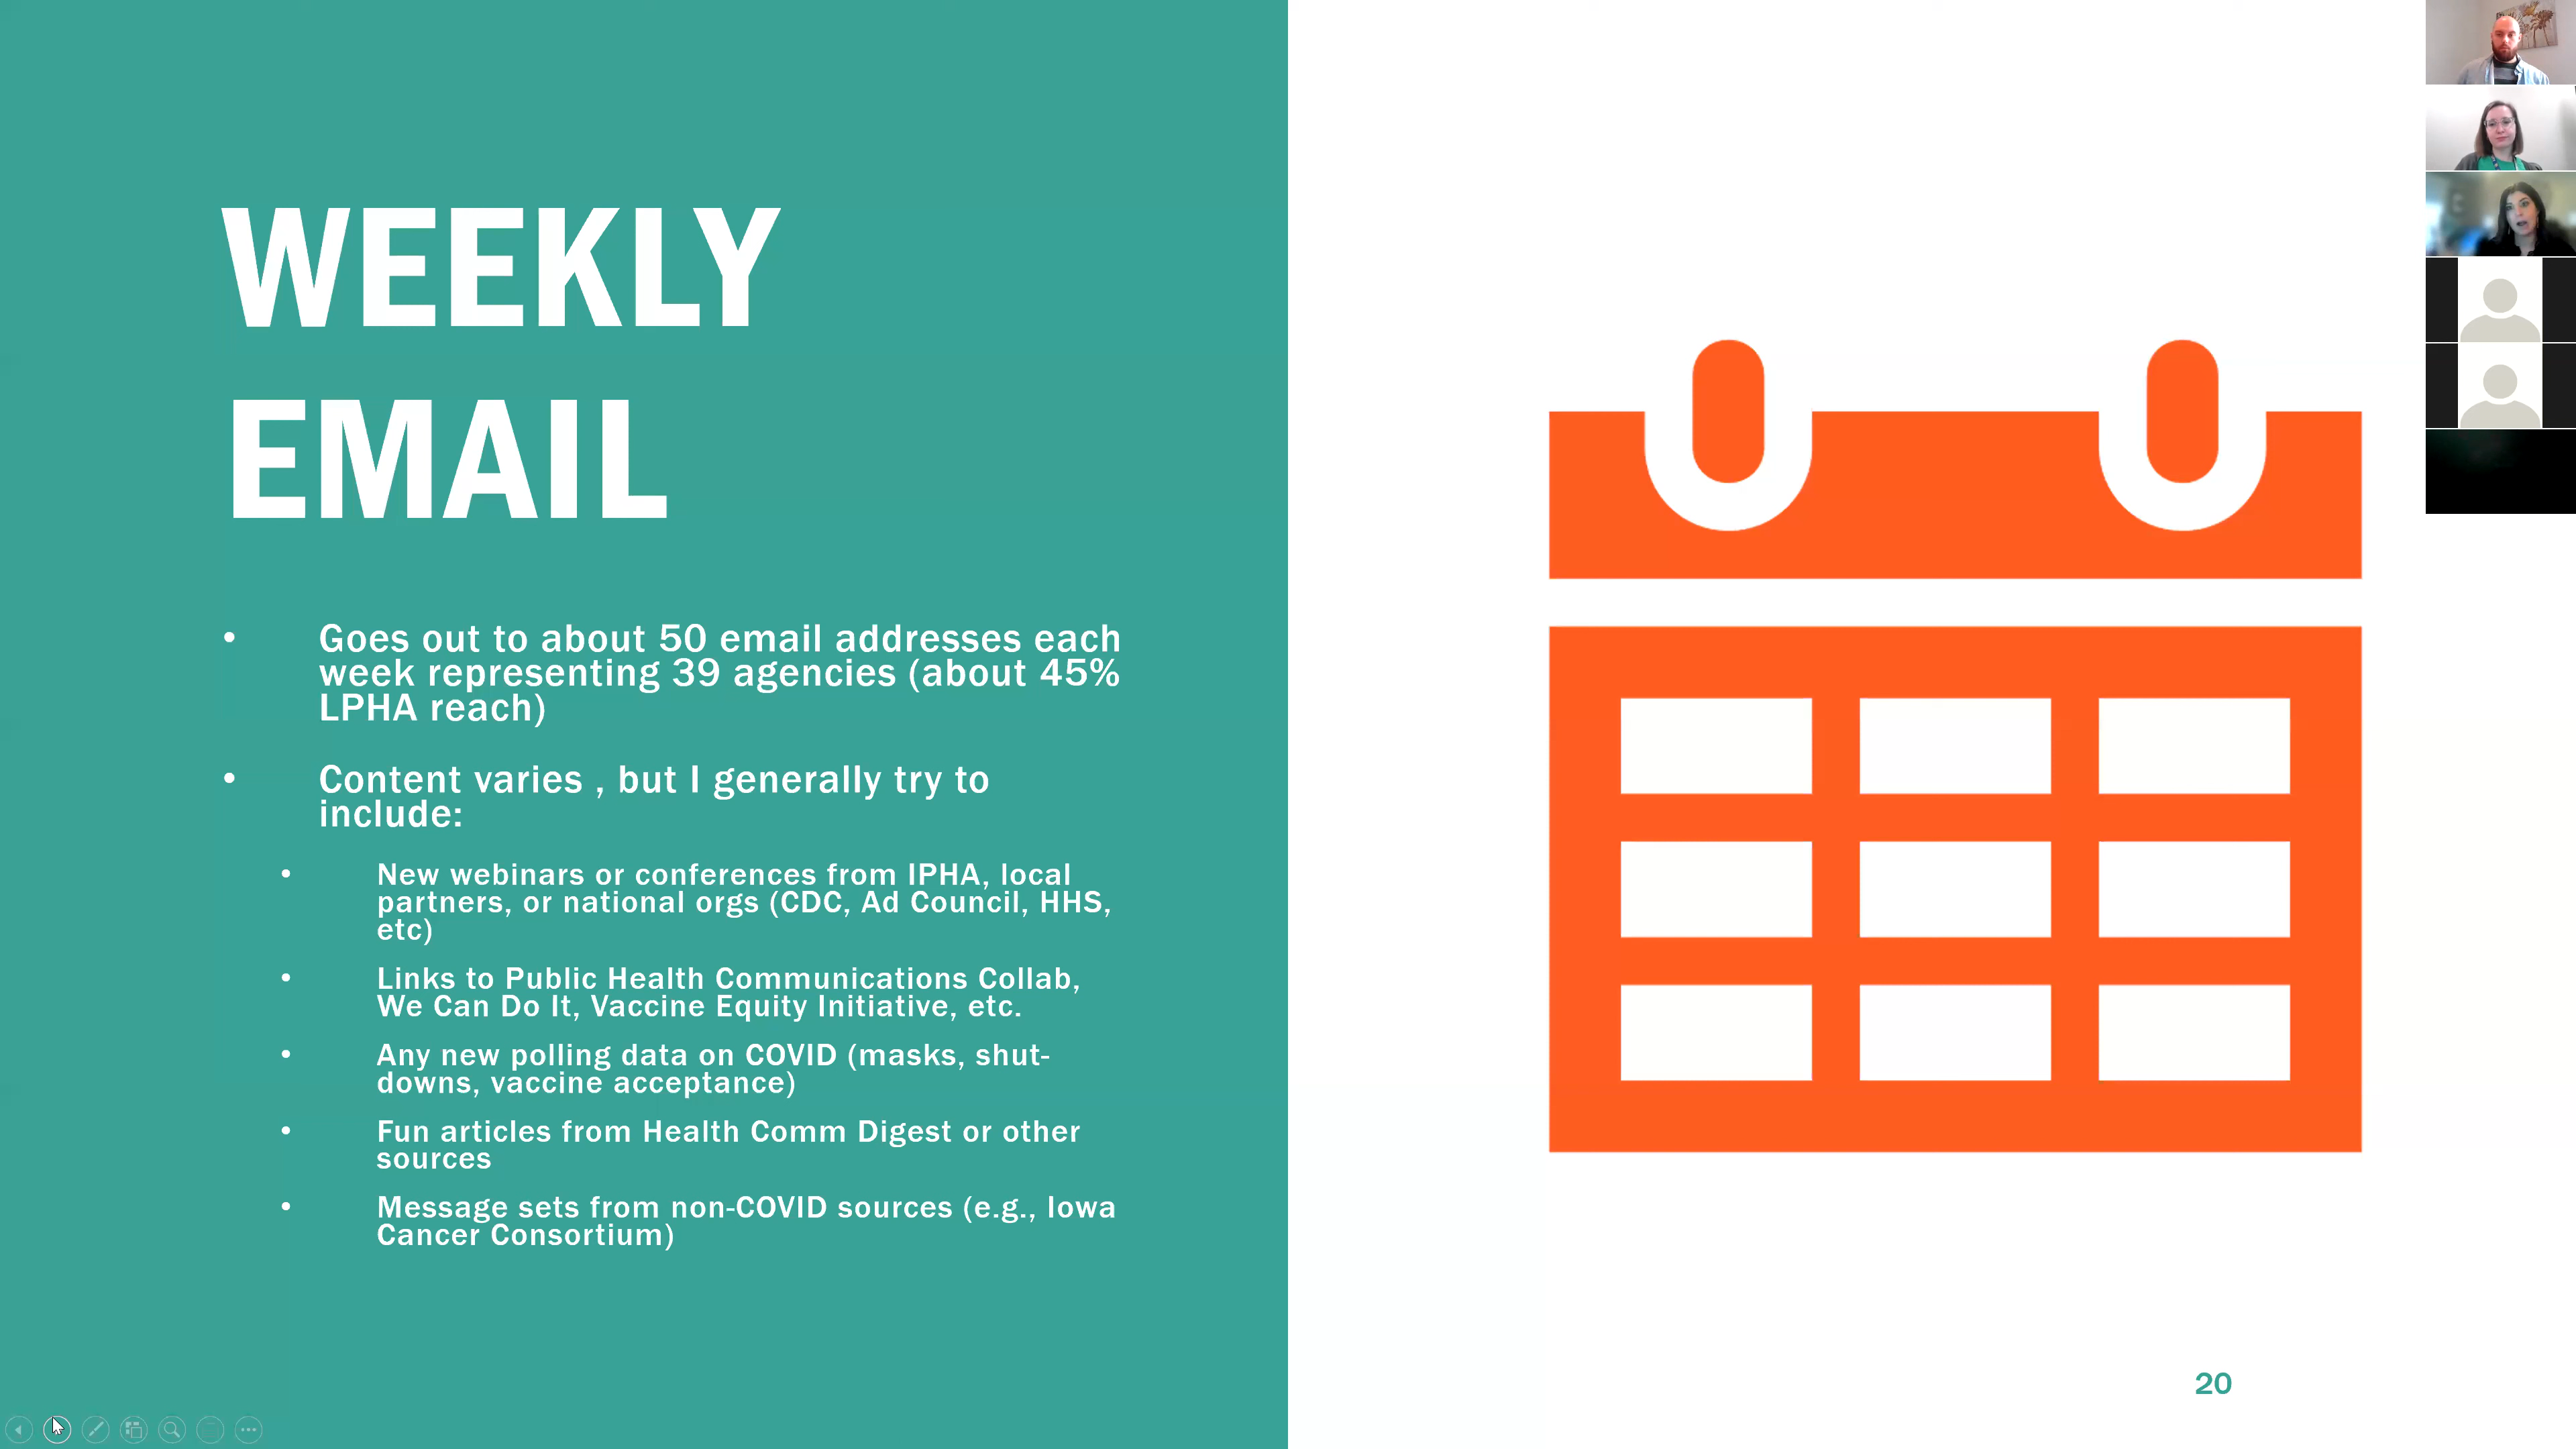 WEEKLY
EMAIL
• Goes out to about 50 email addresses each
week representing 39 agencies (about 45%
LPHA reach)
• Content varies , but I generally try to
include:
• New webinars or conferences from IPHA, local
partners, or national orgs (CDC, Ad Council, HHS,
etc)
• Links to Public Health Communications Collab,
We Can Do It, Vaccine Equity Initiative, etc.
• Any new polling data on COVID (masks, shut-
downs, vaccine acceptance)
• Fun articles from Health Comm Digest or other
sources
• Message sets from non-COVID sources (e.g., Iowa
Cancer Consortium)
20